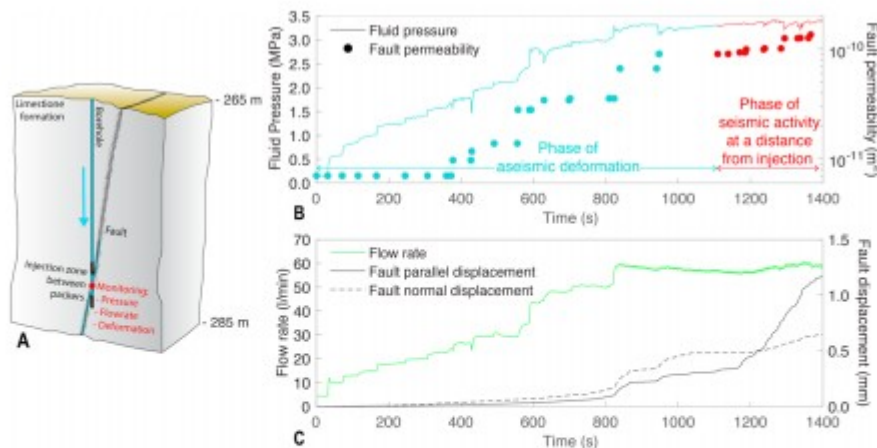 A
Limestone
formation
Borehole
265 m
Fault
Injection zone
between
packers
Monitoring:
- Pressure
- Flowrate
- Deformation
285 m
B
Fluid Pressure (MPa)
3.5
3.0
2.5
2.0
1.5
1.0
0.5
0.0
Fluid pressure
Fault permeability
Phase of
aseismic deformation
Phase of
seismic activity
at a distance
from injection
10⁻¹⁰
10⁻¹¹
Fault permeability
0 200 400 600 800 1000 1200 1400
Time (s)
C
Flow rate (l/min)
70
60
50
40
30
20
10
0
Flow rate
Fault parallel displacement
Fault normal displacement
1.5
1.0
0.5
0.0
Fault displacement (mm)
0 200 400 600 800 1000 1200 1400
Time (s)